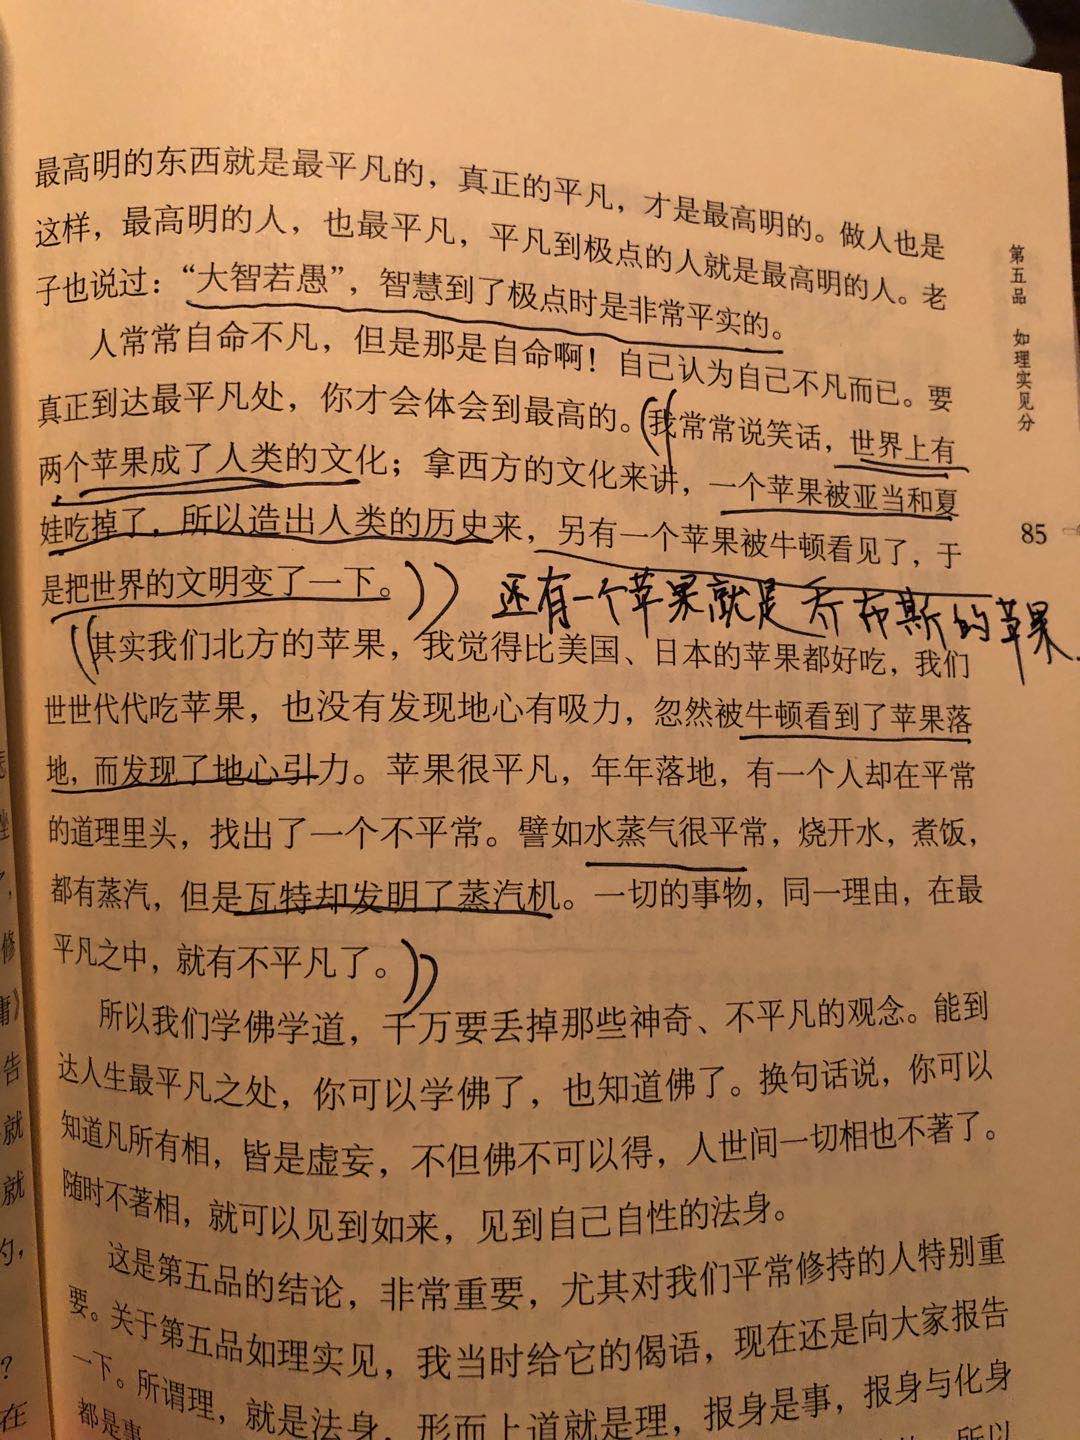 最高明的东西就是最平凡的，真正的平凡，才是最高明的。做人也是
这样，最高明的人，也最平凡，平凡到极点的人就是最高明的人。老
子也说过：“大智若愚”，智慧到了极点时是非常平实的。
人常常自命不凡，但是那是自命啊！自己认为自己不凡而已。要
真正到达最平凡处，你才会体会到最高的。我常常说笑话，世界上有
两个苹果成了人类的文化；拿西方的文化来讲，一个苹果被亚当和夏
娃吃掉了，所以造出人类的历史来，另有一个苹果被牛顿看见了，于
是把世界的文明变了一下。
还有一个苹果就是乔布斯的苹果.
其实我们北方的苹果，我觉得比美国、日本的苹果都好吃，我们
世世代代吃苹果，也没有发现地心有吸力，忽然被牛顿看到了苹果落
地，而发现了地心引力。苹果很平凡，年年落地，有一个人却在平常
的道理里头，找出了一个不平常。譬如水蒸气很平常，烧开水，煮饭，
都有蒸汽，但是瓦特却发明了蒸汽机。一切的事物，同一理由，在最
平凡之中，就有不平凡了。
所以我们学佛学道，千万要丢掉那些神奇、不平凡的观念。能到
达人生最平凡之处，你可以学佛了，也知道佛了。换句话说，你可以
知道凡所有相，皆是虚妄，不但佛不可以得，人世间一切相也不著了。
随时不著相，就可以见到如来，见到自己自性的法身。
这是第五品的结论，非常重要，尤其对我们平常修持的人特别重
要。关于第五品如理实见，我当时给它的偈语，现在还是向大家报告
一下。所谓理，就是法身，形而上道就是理，报身是事，报身与化身
都是事
所以
第五品 如理实见分
85
修
庸》
告
就
就
？
在